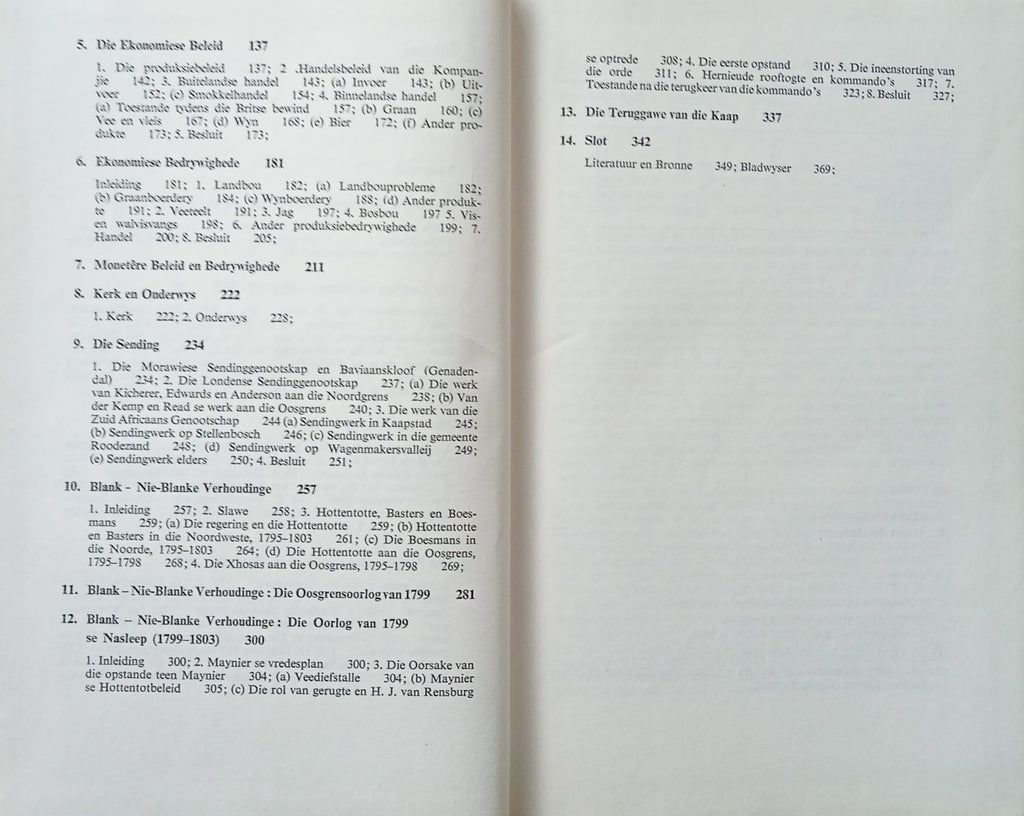 5. Die Ekonomiese Beleid 137
1. Die produksiebeleid 137; 2 .Handelsbeleid van die Kompan-
jie 142; 3. Buitelandse handel 143; (a) Invoer 143; (b) Uit-
voer 152; (c) Smokkelhandel 154; 4. Binnelandse handel 157;
(a) Toestande tydens die Britse bewind 157; (b) Graan 160; (c)
Vee en vleis 167; (d) Wyn 168; (e) Bier 172; (f) Ander pro-
dukte 173; 5. Besluit 173;
6. Ekonomiese Bedrywighede 181
Inleiding 181; 1. Landbou 182; (a) Landbouprobleme 182;
(b) Graanboerdery 184; (c) Wynboerdery 188; (d) Ander produk-
te 191; 2. Veeteelt 191; 3. Jag 197; 4. Bosbou 197 5. Vis-
en walvisvangs 198; 6. Ander produksiebedrywighede 199; 7.
Handel 200; 8. Besluit 205;
7. Monetêre Beleid en Bedrywighede 211
8. Kerk en Onderwys 222
1. Kerk 222; 2. Onderwys 228;
9. Die Sending 234
1. Die Morawiese Sendinggenootskap en Baviaanskloof (Genaden-
dal) 234; 2. Die Londense Sendinggenootskap 237; (a) Die werk
van Kicherer, Edwards en Anderson aan die Noordgrens 238; (b) Van
der Kemp en Read se werk aan die Oosgrens 240; 3. Die werk van die
Zuid Africaans Genootschap 244 (a) Sendingwerk in Kaapstad 245;
(b) Sendingwerk op Stellenbosch 246; (c) Sendingwerk in die gemeente
Roodezand 248; (d) Sendingwerk op Wagenmakersvalleij 249;
(e) Sendingwerk elders 250; 4. Besluit 251;
10. Blank - Nie-Blanke Verhoudinge 257
1. Inleiding 257; 2. Slawe 258; 3. Hottentotte, Basters en Boes-
mans 259; (a) Die regering en die Hottentotte 259; (b) Hottentotte
en Basters in die Noordweste, 1795–1803 261; (c) Die Boesmans in
die Noorde, 1795–1803 264; (d) Die Hottentotte aan die Oosgrens,
1795–1798 268; 4. Die Xhosas aan die Oosgrens, 1795–1798 269;
11. Blank – Nie-Blanke Verhoudinge : Die Oosgrensoorlog van 1799 281
12. Blank – Nie-Blanke Verhoudinge : Die Oorlog van 1799
se Nasleep (1799–1803) 300
1. Inleiding 300; 2. Maynier se vredesplan 300; 3. Die Oorsake van
die opstande teen Maynier 304; (a) Veediefstalle 304; (b) Maynier
se Hottentotbeleid 305; (c) Die rol van gerugte en H. J. van Rensburg
se optrede 308; 4. Die eerste opstand 310; 5. Die ineenstorting van
die orde 311; 6. Hernieude rooftogte en kommando's 317; 7.
Toestande na die terugkeer van die kommando's 323; 8. Besluit 327;
13. Die Teruggawe van die Kaap 337
14. Slot 342
Literatuur en Bronne 349; Bladwyser 369;